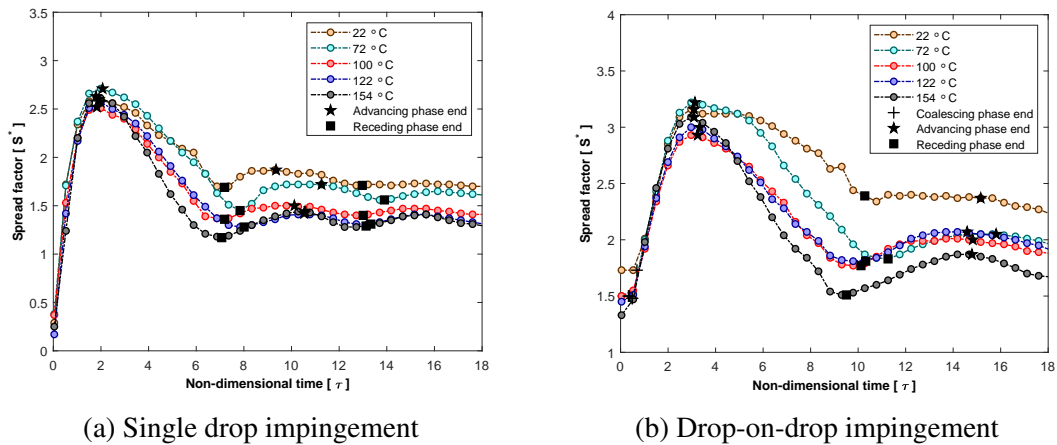 3.5
3
2.5
2
1.5
1
0.5
0
Spread factor [ S* ]
0 2 4 6 8 10 12 14 16 18
Non-dimensional time [ τ ]
22 °C
72 °C
100 °C
122 °C
154 °C
Advancing phase end
Receding phase end
(a) Single drop impingement
4
3.5
3
2.5
2
1.5
1
Spread factor [ S* ]
0 2 4 6 8 10 12 14 16 18
Non-dimensional time [ τ ]
22 °C
72 °C
100 °C
122 °C
154 °C
Coalescing phase end
Advancing phase end
Receding phase end
(b) Drop-on-drop impingement